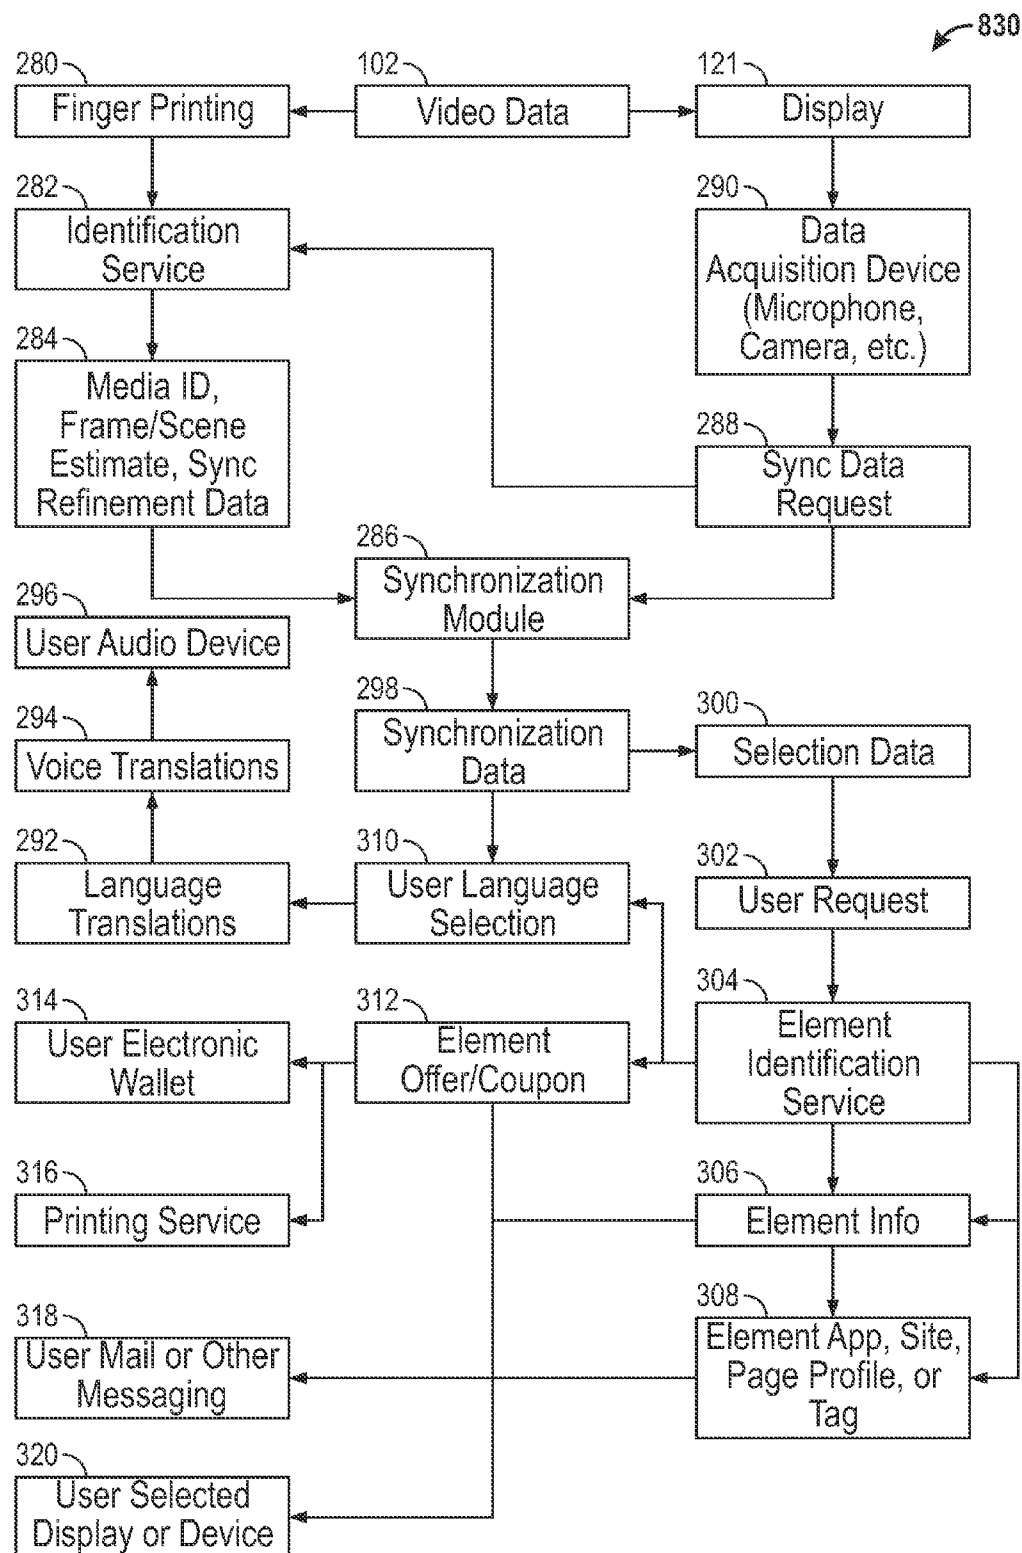 830
280
Finger Printing
102
Video Data
121
Display
282
Identification
Service
290
Data
Acquisition Device
(Microphone,
Camera, etc.)
284
Media ID,
Frame/Scene
Estimate, Sync
Refinement Data
288
Sync Data
Request
286
Synchronization
Module
296
User Audio Device
294
Voice Translations
298
Synchronization
Data
300
Selection Data
292
Language
Translations
310
User Language
Selection
302
User Request
314
User Electronic
Wallet
312
Element
Offer/Coupon
304
Element
Identification
Service
316
Printing Service
306
Element Info
318
User Mail or Other
Messaging
308
Element App, Site,
Page Profile, or
Tag
320
User Selected
Display or Device